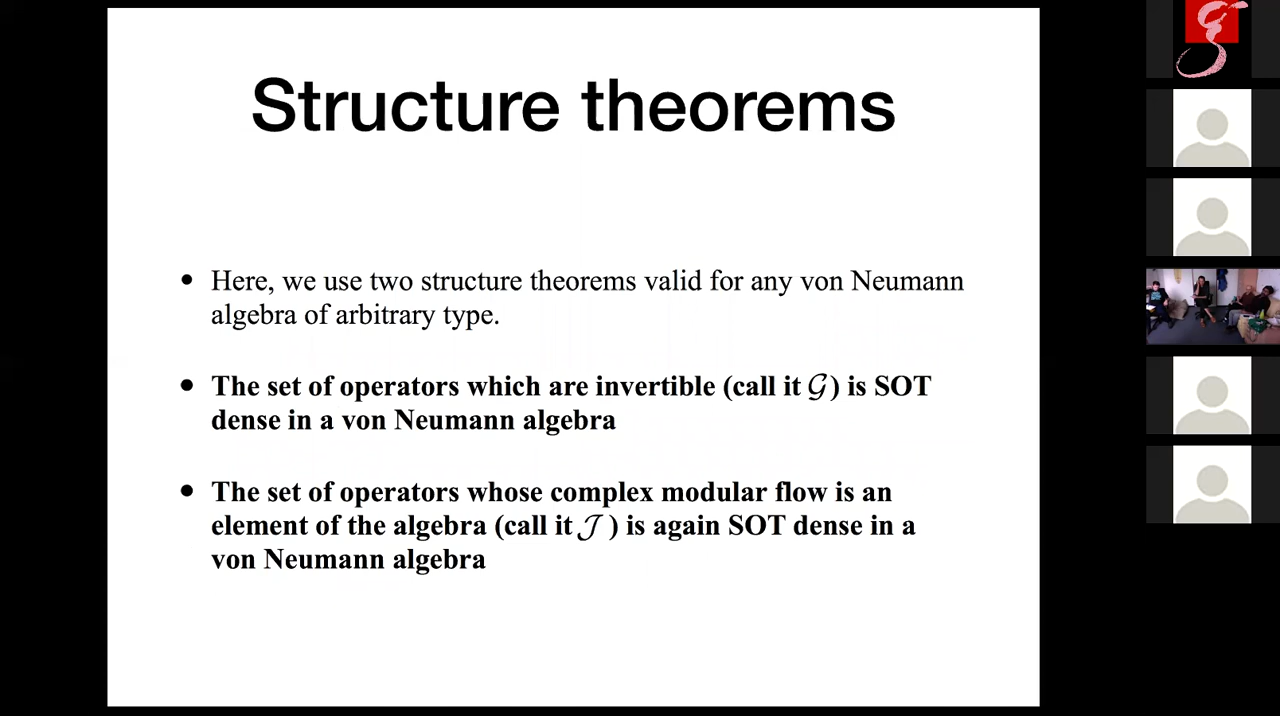 Structure theorems
• Here, we use two structure theorems valid for any von Neumann
algebra of arbitrary type.
• The set of operators which are invertible (call it 𝒢) is SOT
dense in a von Neumann algebra
• The set of operators whose complex modular flow is an
element of the algebra (call it 𝒥 ) is again SOT dense in a
von Neumann algebra